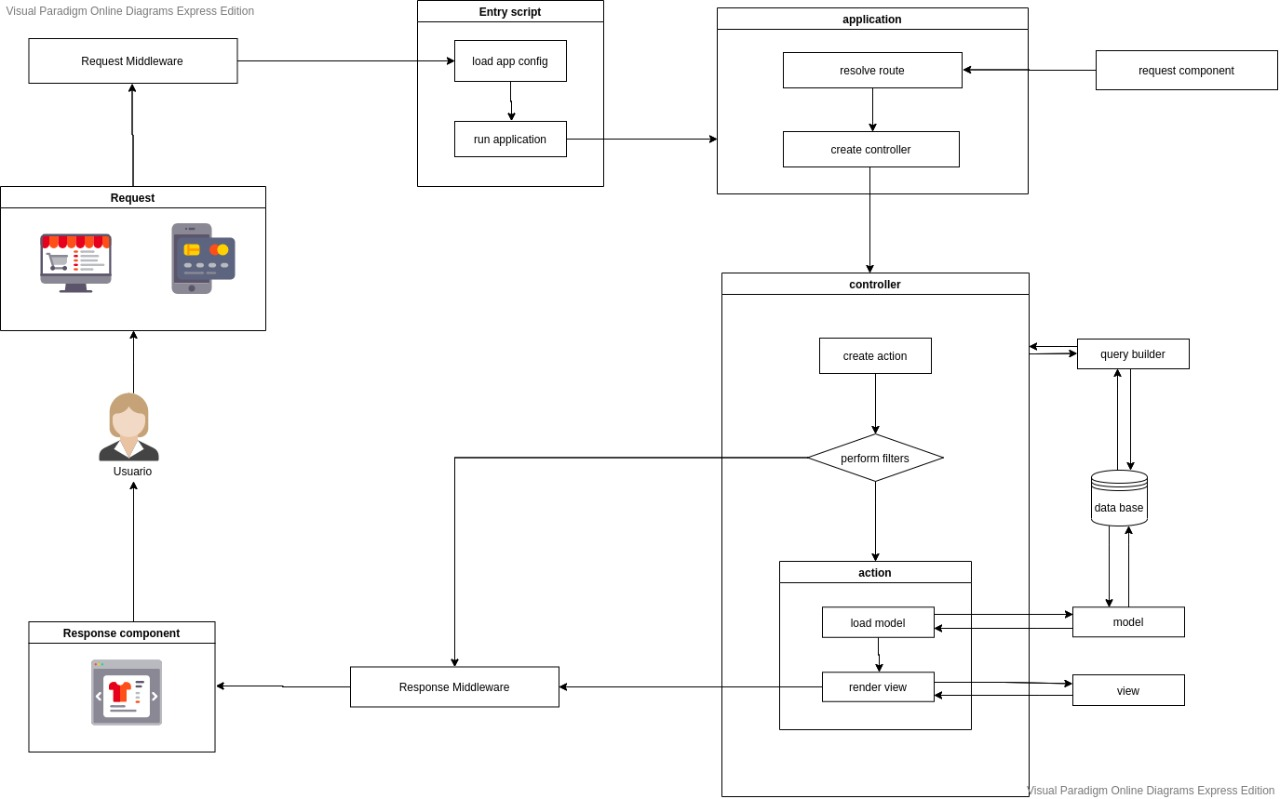 Visual Paradigm Online Diagrams Express Edition
Entry script
application
Request Middleware
load app config
resolve route
request component
run application
create controller
Request
controller
create action
query builder
perform filters
Usuario
data base
action
load model
model
Response component
Response Middleware
render view
view
Visual Paradigm Online Diagrams Express Edition